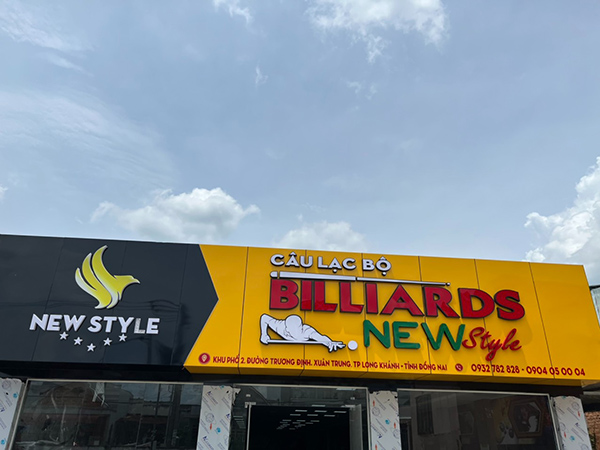 NEW STYLE
CÂU LẠC BỘ
BILLIARDS
NEW Style
KHU PHỐ 2, ĐƯỜNG TRƯƠNG ĐỊNH, XUÂN TRUNG, TP LONG KHÁNH - TỈNH ĐỒNG NAI
0932 782 828 - 0904 05 00 04